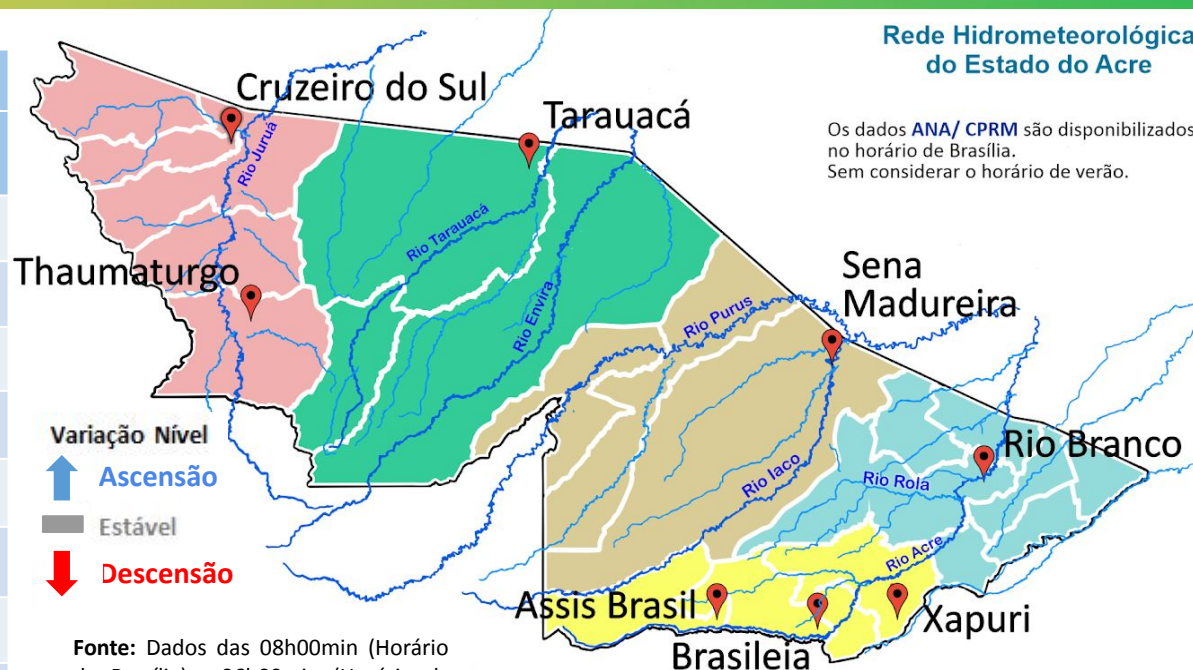 Rede Hidrometeorológica
do Estado do Acre
Os dados ANA/ CPRM são disponibilizados
no horário de Brasília.
Sem considerar o horário de verão.
Cruzeiro do Sul
Tarauacá
Rio Juruá
Rio Tarauacá
Thaumaturgo
Rio Envira
Sena
Madureira
Rio Purus
Variação Nível
Ascensão
Estável
Descensão
Rio Branco
Rio Iaco
Rio Rola
Rio Acre
Assis Brasil
Xapuri
Brasileia
Fonte: Dados das 08h00min (Horário